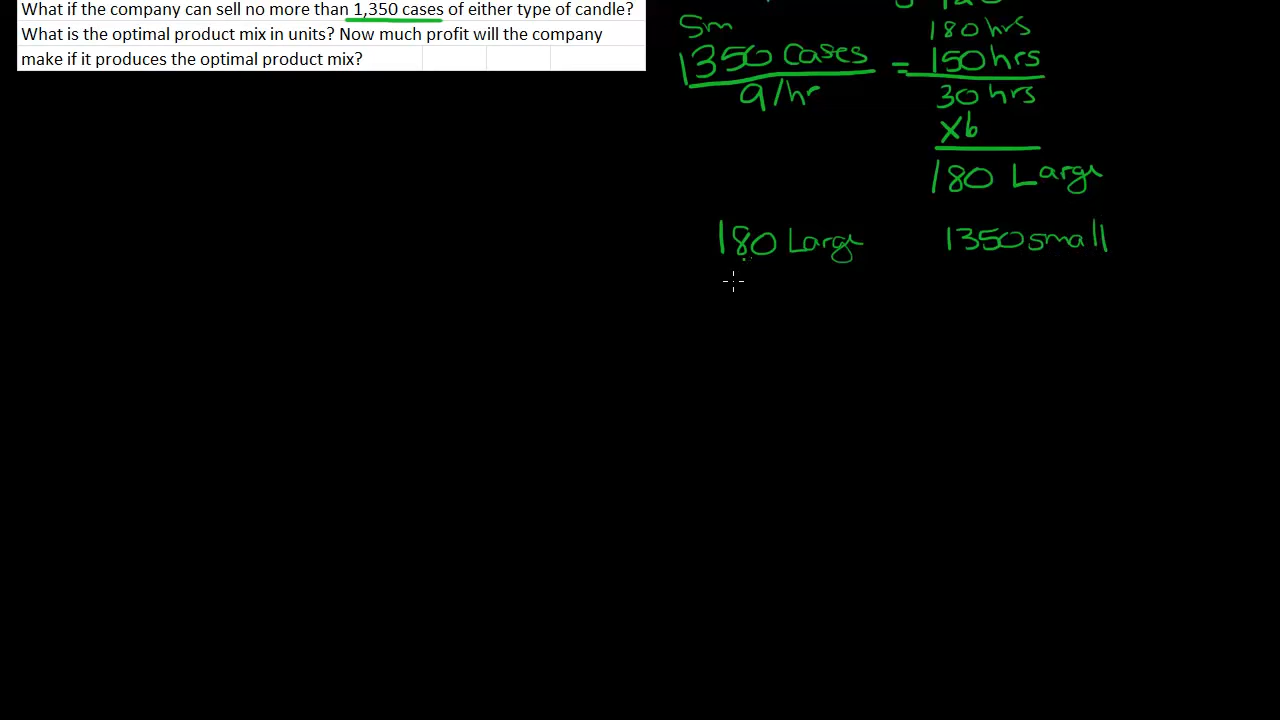 What if the company can sell no more than 1,350 cases of either type of candle?
What is the optimal product mix in units? Now much profit will the company
make if it produces the optimal product mix?
Sm
1350 Cases
9/hr
=
180 hrs
150 hrs
30 hrs
x6
180 Large
180 Large 1350 small